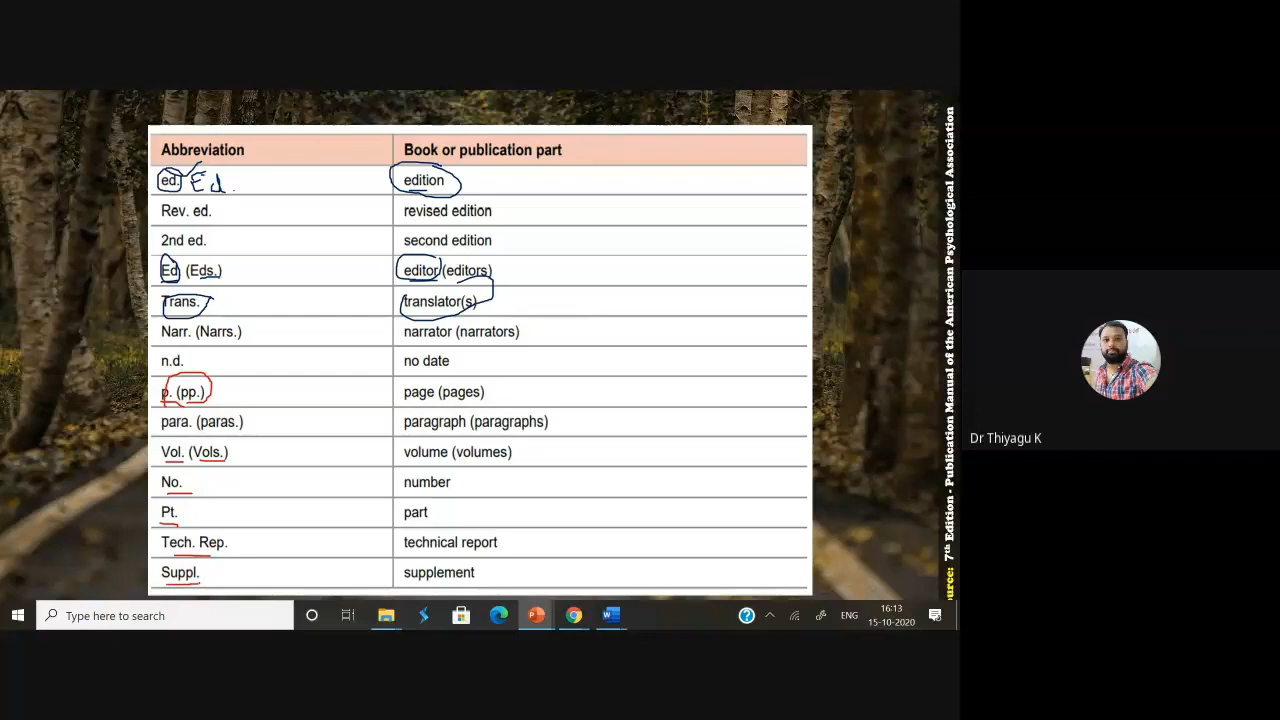 Abbreviation Book or publication part
ed. Ed. edition
Rev. ed. revised edition
2nd ed. second edition
Ed (Eds.) editor (editors)
Trans. translator(s)
Narr. (Narrs.) narrator (narrators)
n.d. no date
p. (pp.) page (pages)
para. (paras.) paragraph (paragraphs)
Vol. (Vols.) volume (volumes)
No. number
Pt. part
Tech. Rep. technical report
Suppl. supplement
ource: 7th Edition - Publication Manual of the American Psychological Association
Dr Thiyagu K
Type here to search
ENG
16:13
15-10-2020